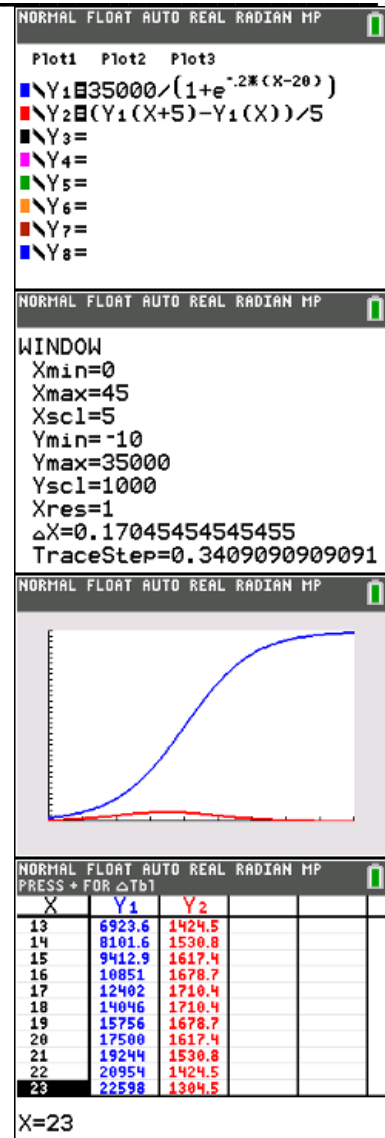 NORMAL FLOAT AUTO REAL RADIAN MP
Plot1 Plot2 Plot3
\Y₁=35000/(1+e^-.2*(X-20))
\Y₂=(Y₁(X+5)-Y₁(X))/5
\Y₃=
\Y₄=
\Y₅=
\Y₆=
\Y₇=
\Y₈=
NORMAL FLOAT AUTO REAL RADIAN MP
WINDOW
Xmin=0
Xmax=45
Xscl=5
Ymin=-10
Ymax=35000
Yscl=1000
Xres=1
△X=0.17045454545455
TraceStep=0.3409090909091
NORMAL FLOAT AUTO REAL RADIAN MP
NORMAL FLOAT AUTO REAL RADIAN MP
PRESS + FOR △Tbl
X Y₁ Y₂
13 6923.6 1424.5
14 8101.6 1530.8
15 9412.9 1617.4
16 10851 1678.7
17 12402 1710.4
18 14046 1710.4
19 15756 1678.7
20 17500 1617.4
21 19244 1530.8
22 20954 1424.5
23 22598 1304.5
X=23